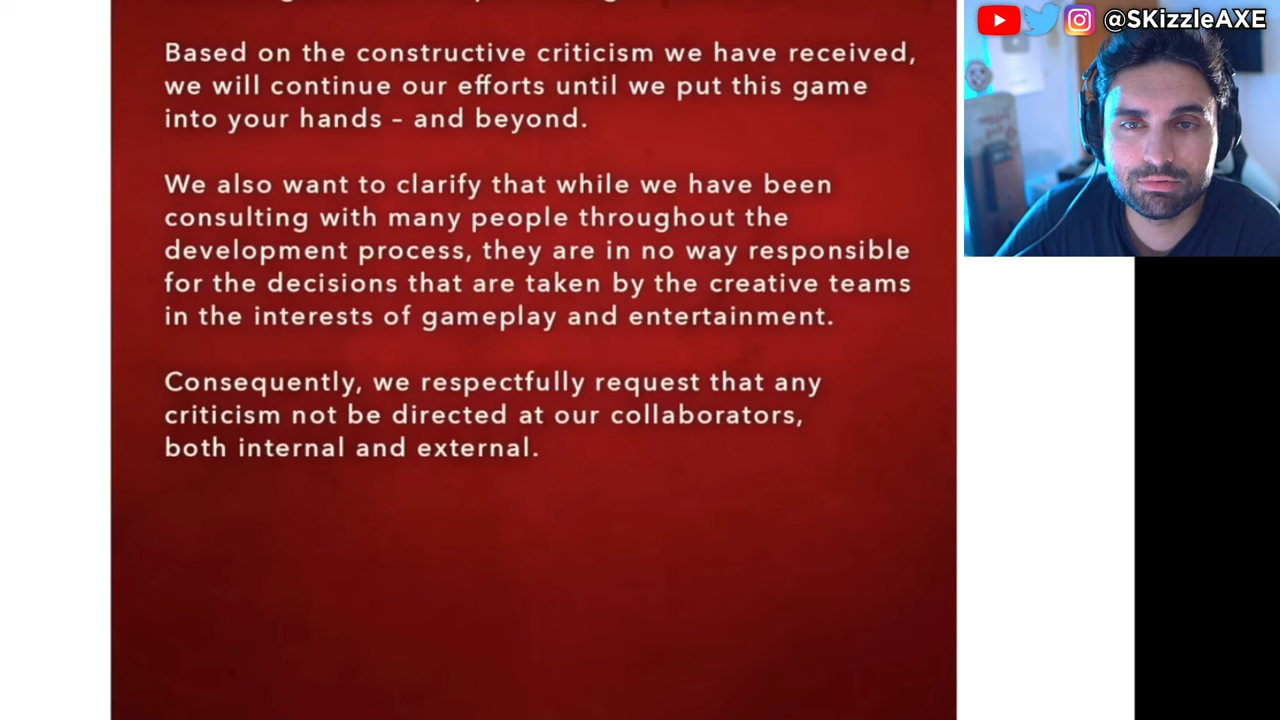 @SKizzleAXE
Based on the constructive criticism we have received,
we will continue our efforts until we put this game
into your hands – and beyond.
We also want to clarify that while we have been
consulting with many people throughout the
development process, they are in no way responsible
for the decisions that are taken by the creative teams
in the interests of gameplay and entertainment.
Consequently, we respectfully request that any
criticism not be directed at our collaborators,
both internal and external.